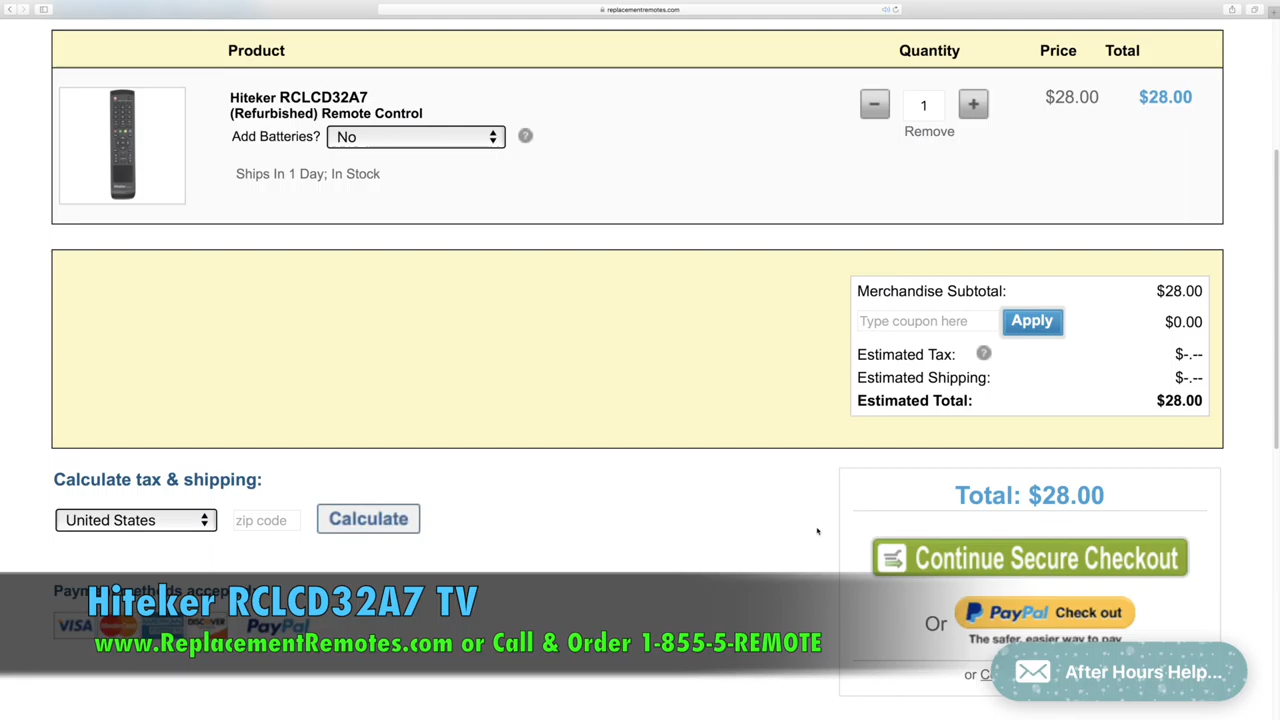 replacementremotes.com
Product Quantity Price Total
Hiteker RCLCD32A7
(Refurbished) Remote Control
Add Batteries? No ?
Ships In 1 Day; In Stock
− 1 +
Remove
$28.00 $28.00
Merchandise Subtotal: $28.00
Type coupon here Apply $0.00
Estimated Tax: ? $-.--
Estimated Shipping: $-.--
Estimated Total: $28.00
Calculate tax & shipping:
United States zip code Calculate
Total: $28.00
Continue Secure Checkout
Or PayPal Check out
The safer, easier way to pay
or
After Hours Help...
VISA PayPal
Hiteker RCLCD32A7 TV
www.ReplacementRemotes.com or Call & Order 1-855-5-REMOTE